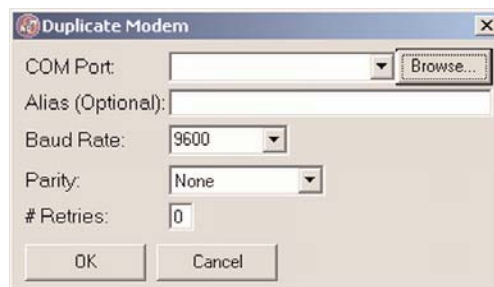 Duplicate Modem
COM Port: Browse...
Alias (Optional):
Baud Rate: 9600
Parity: None
# Retries: 0
OK Cancel